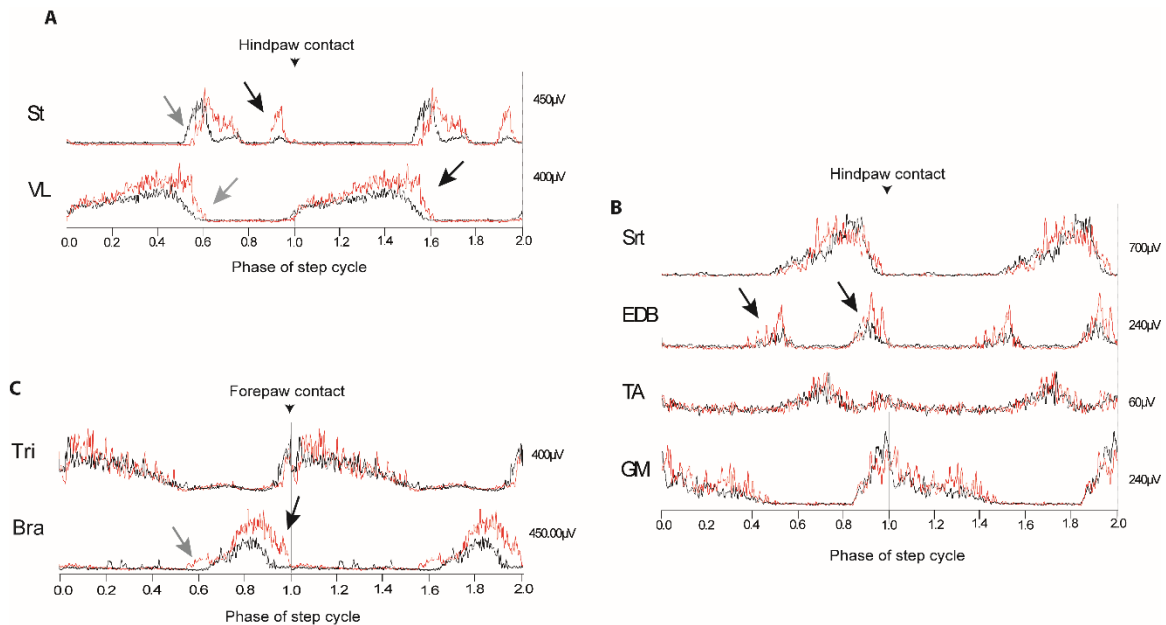 A
Hindpaw contact
St
450µV
VL
400µV
0.0 0.2 0.4 0.6 0.8 1.0 1.2 1.4 1.6 1.8 2.0
Phase of step cycle
B
Hindpaw contact
Srt
700µV
EDB
240µV
TA
60µV
GM
240µV
0.0 0.2 0.4 0.6 0.8 1.0 1.2 1.4 1.6 1.8 2.0
Phase of step cycle
C
Forepaw contact
Tri
400µV
Bra
450.00µV
0.0 0.2 0.4 0.6 0.8 1.0 1.2 1.4 1.6 1.8 2.0
Phase of step cycle